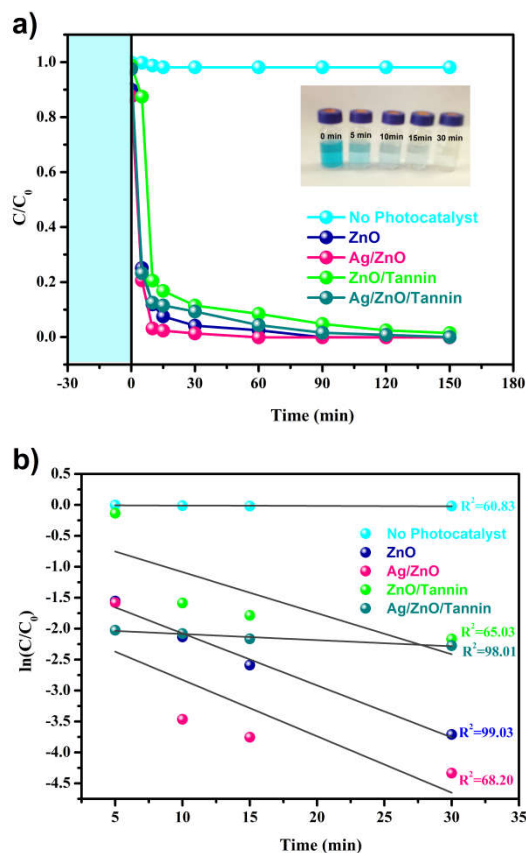 a)
1.0
0.8
0.6
0.4
0.2
0.0
C/C₀
0 min
5 min
10min
15min
30 min
No Photocatalyst
ZnO
Ag/ZnO
ZnO/Tannin
Ag/ZnO/Tannin
-30 0 30 60 90 120 150 180
Time (min)
b)
0.5
0.0
-0.5
-1.0
-1.5
-2.0
-2.5
-3.0
-3.5
-4.0
-4.5
ln(C/C₀)
R²=60.83
No Photocatalyst
ZnO
Ag/ZnO
ZnO/Tannin
Ag/ZnO/Tannin
R²=65.03
R²=98.01
R²=99.03
R²=68.20
5 10 15 20 25 30 35
Time (min)